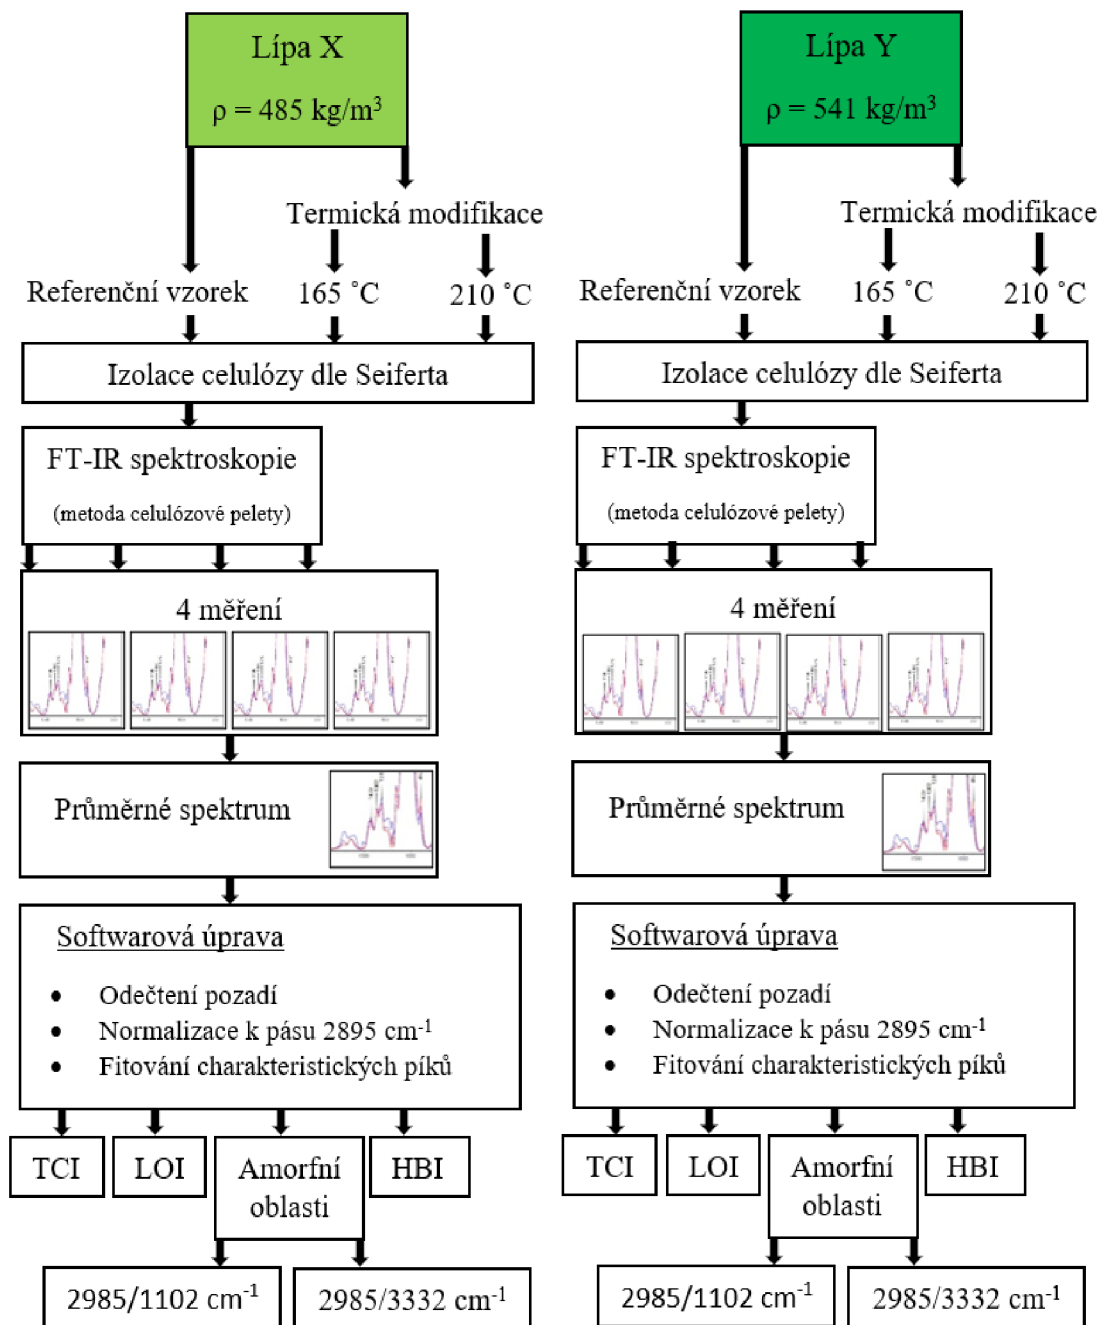 Lípa X
ρ = 485 kg/m³
Termická modifikace
Referenční vzorek
165 ˚C
210 ˚C
Izolace celulózy dle Seiferta
FT-IR spektroskopie
(metoda celulózové pelety)
4 měření
Průměrné spektrum
Softwarová úprava
• Odečtení pozadí
• Normalizace k pásu 2895 cm⁻¹
• Fitování charakteristických píků
TCI
LOI
Amorfní
oblasti
HBI
2985/1102 cm⁻¹
2985/3332 cm⁻¹
Lípa Y
ρ = 541 kg/m³
Termická modifikace
Referenční vzorek
165 ˚C
210 ˚C
Izolace celulózy dle Seiferta
FT-IR spektroskopie
(metoda celulózové pelety)
4 měření
Průměrné spektrum
Softwarová úprava
• Odečtení pozadí
• Normalizace k pásu 2895 cm⁻¹
• Fitování charakteristických píků
TCI
LOI
Amorfní
oblasti
HBI
2985/1102 cm⁻¹
2985/3332 cm⁻¹